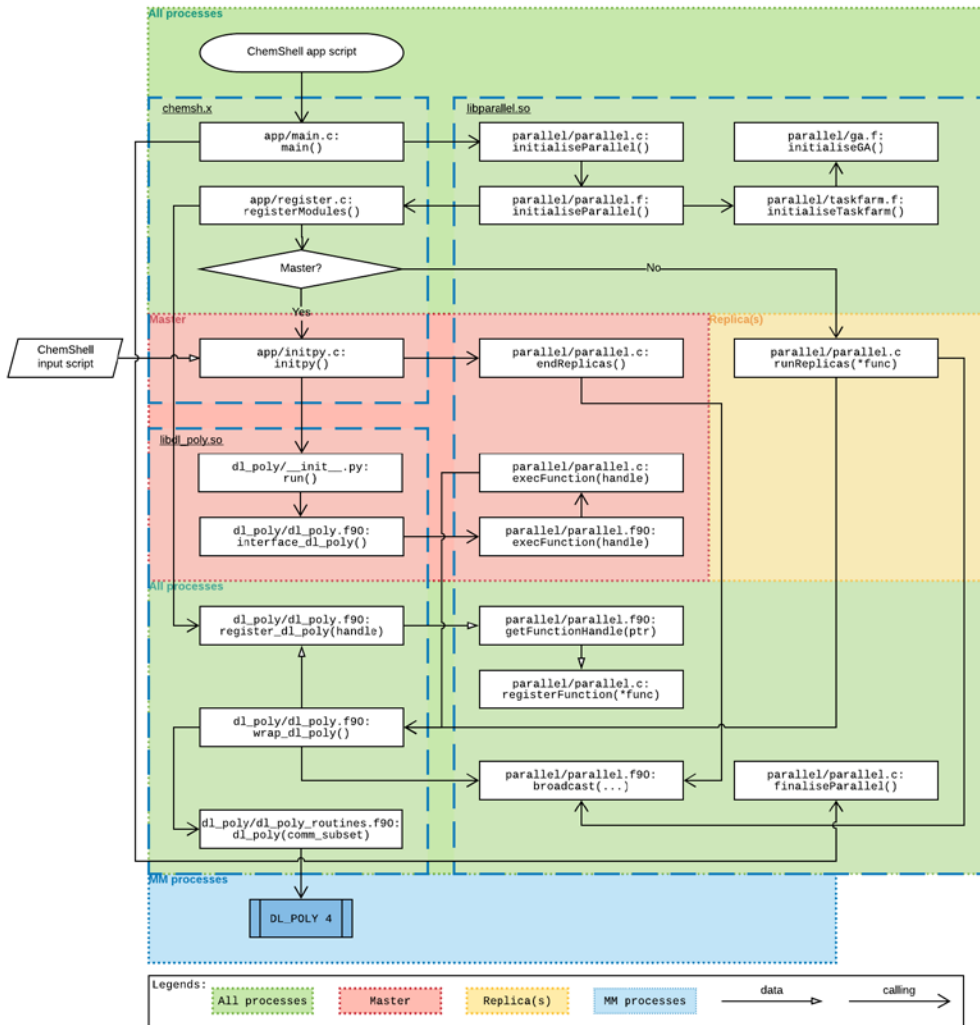 All processes
ChemShell app script
chemsh.x
libparallel.so
app/main.c:
main()
parallel/parallel.c:
initialiseParallel()
parallel/ga.f:
initialiseGA()
app/register.c:
registerModules()
parallel/parallel.f:
initialiseParallel()
parallel/taskfarm.f:
initialiseTaskfarm()
Master?
No
Yes
Master
Replica(s)
ChemShell
input script
app/initpy.c:
initpy()
parallel/parallel.c:
endReplicas()
parallel/parallel.c
runReplicas(*func)
libdl_poly.so
dl_poly/__init__.py:
run()
parallel/parallel.c:
execFunction(handle)
dl_poly/dl_poly.f90:
interface_dl_poly()
parallel/parallel.f90:
execFunction(handle)
All processes
dl_poly/dl_poly.f90:
register_dl_poly(handle)
parallel/parallel.f90:
getFunctionHandle(ptr)
parallel/parallel.c:
registerFunction(*func)
dl_poly/dl_poly.f90:
wrap_dl_poly()
parallel/parallel.f90:
broadcast(...)
parallel/parallel.c:
finaliseParallel()
dl_poly/dl_poly_routines.f90:
dl_poly(comm_subset)
MM processes
DL_POLY 4
Legends:
All processes
Master
Replica(s)
MM processes
data
calling